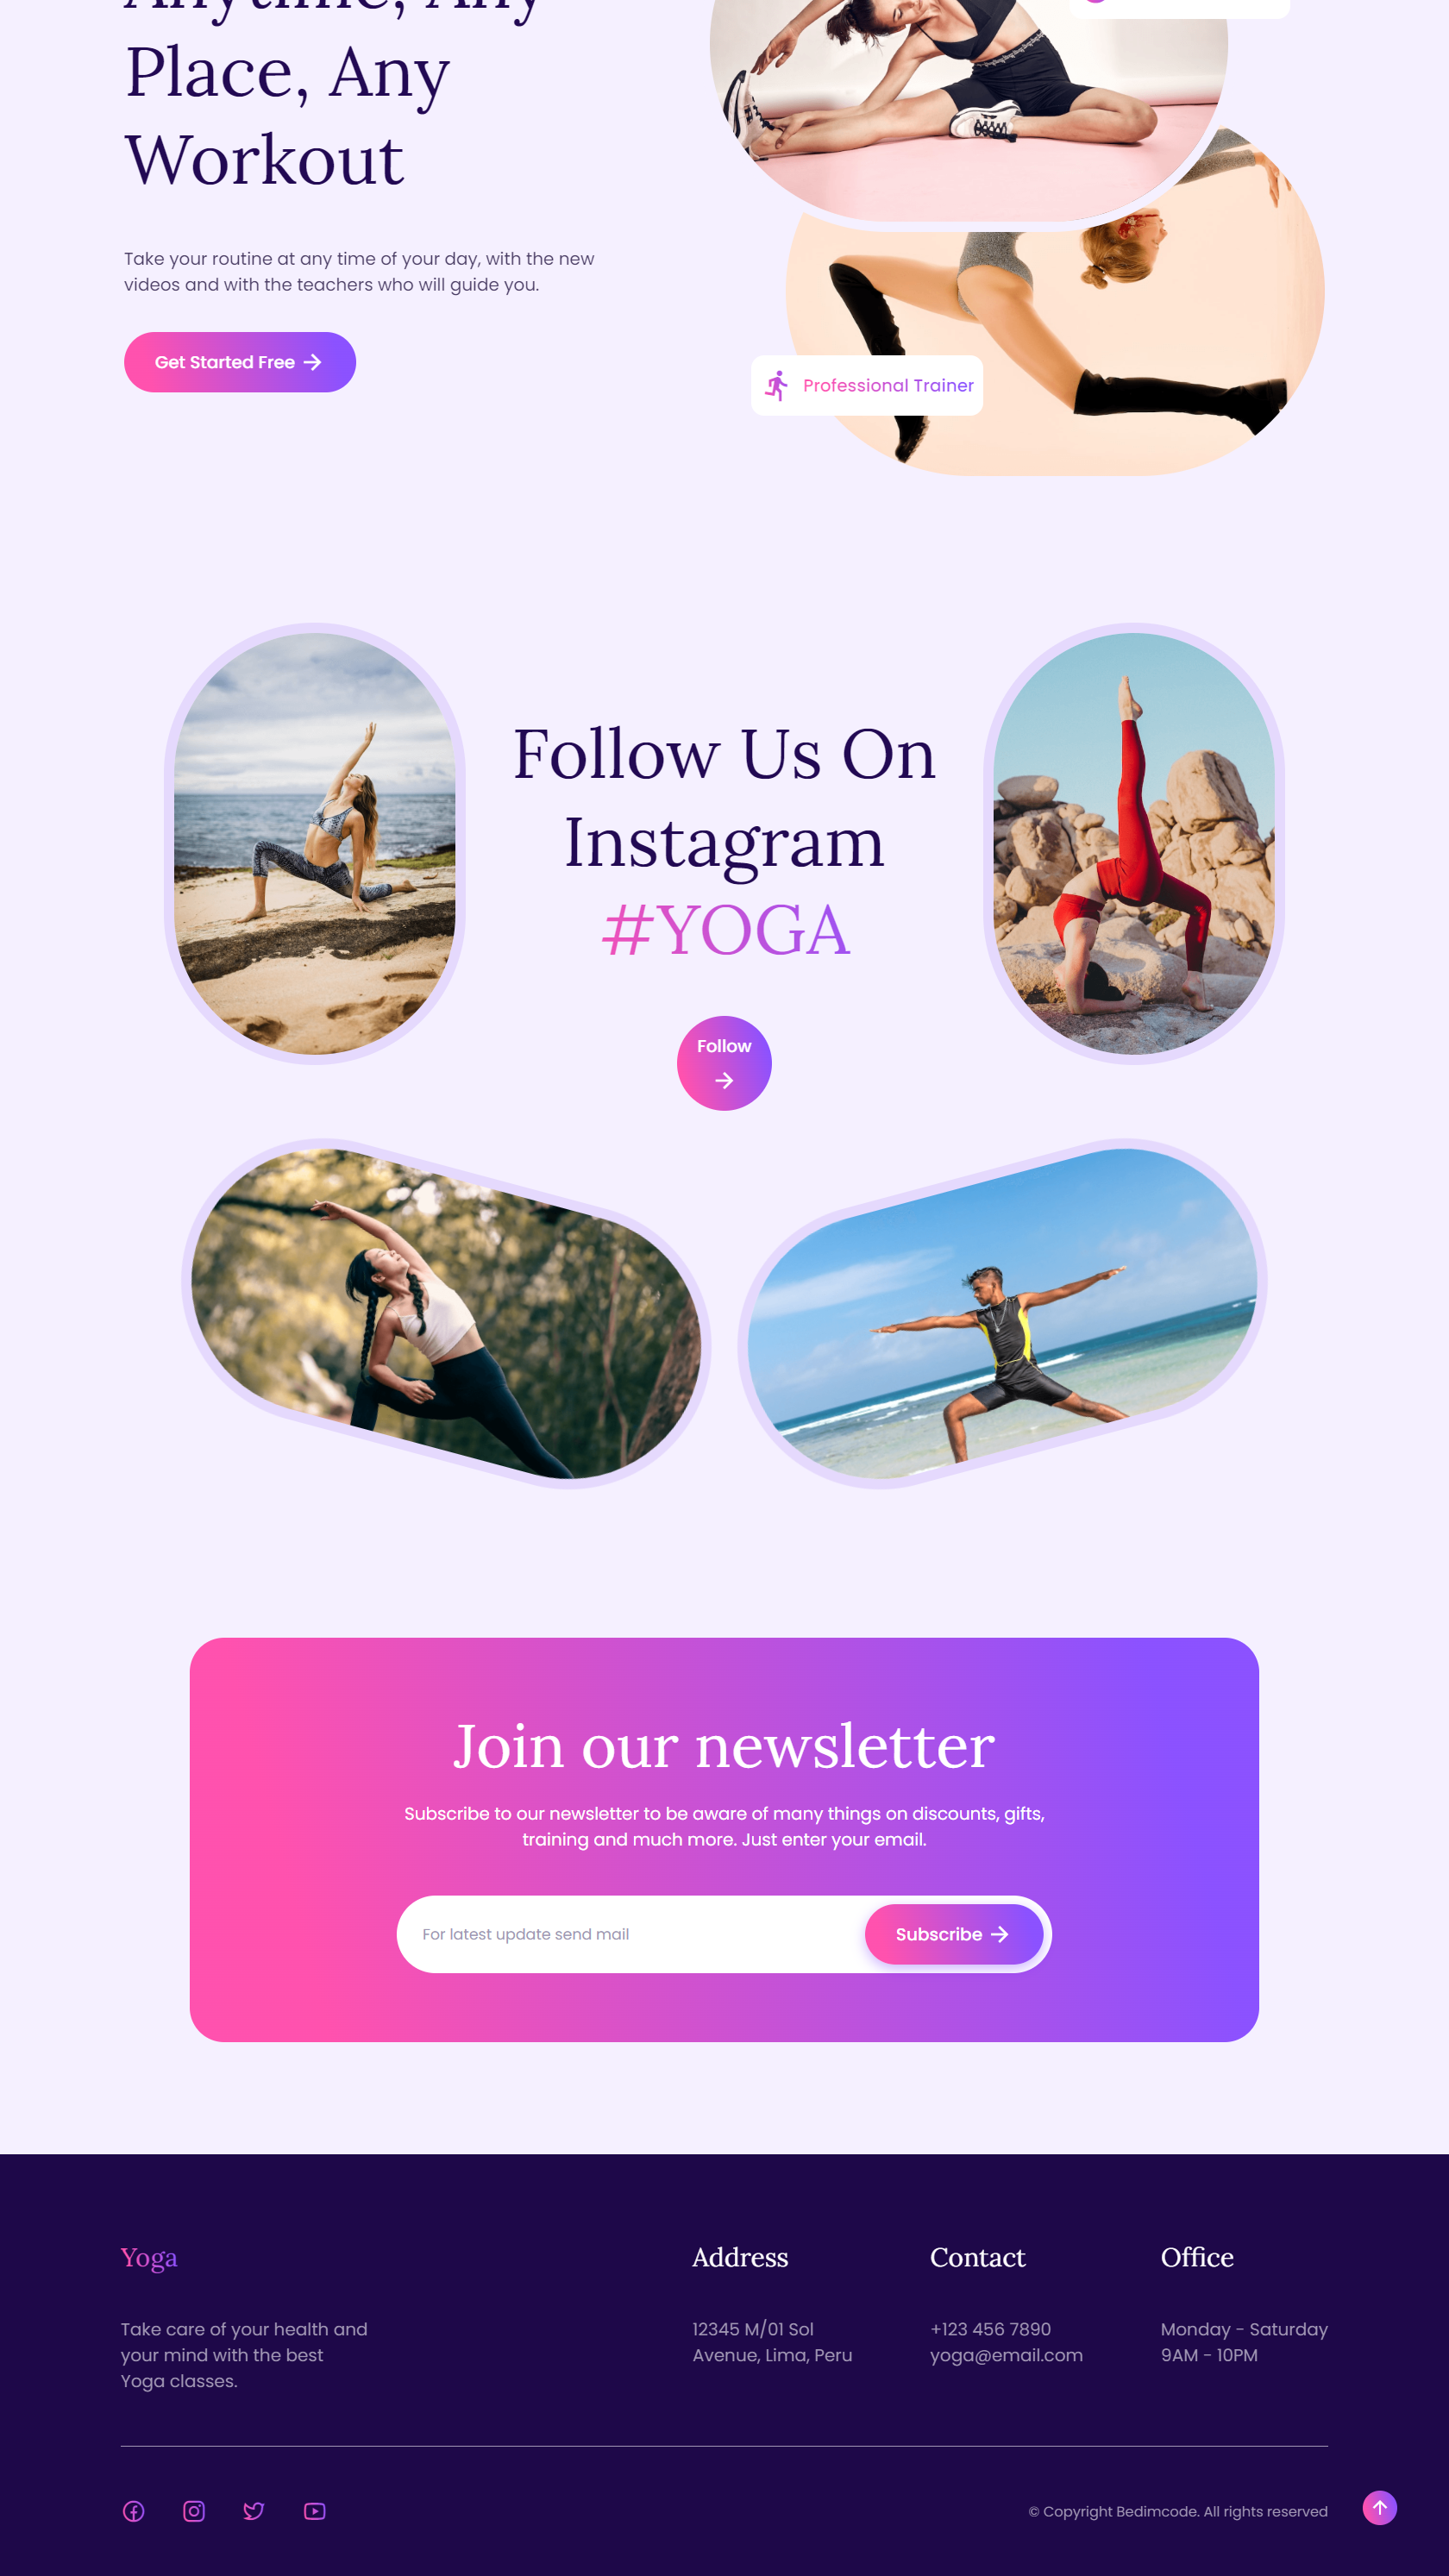 Anytime, Any
Place, Any
Workout
Take your routine at any time of your day, with the new
videos and with the teachers who will guide you.
Get Started Free
Professional Trainer
Follow Us On
Instagram
#YOGA
Follow
Join our newsletter
Subscribe to our newsletter to be aware of many things on discounts, gifts,
training and much more. Just enter your email.
For latest update send mail
Subscribe
Yoga
Take care of your health and
your mind with the best
Yoga classes.
Address
12345 M/01 Sol
Avenue, Lima, Peru
Contact
+123 456 7890
yoga@email.com
Office
Monday - Saturday
9AM - 10PM
© Copyright Bedimcode. All rights reserved